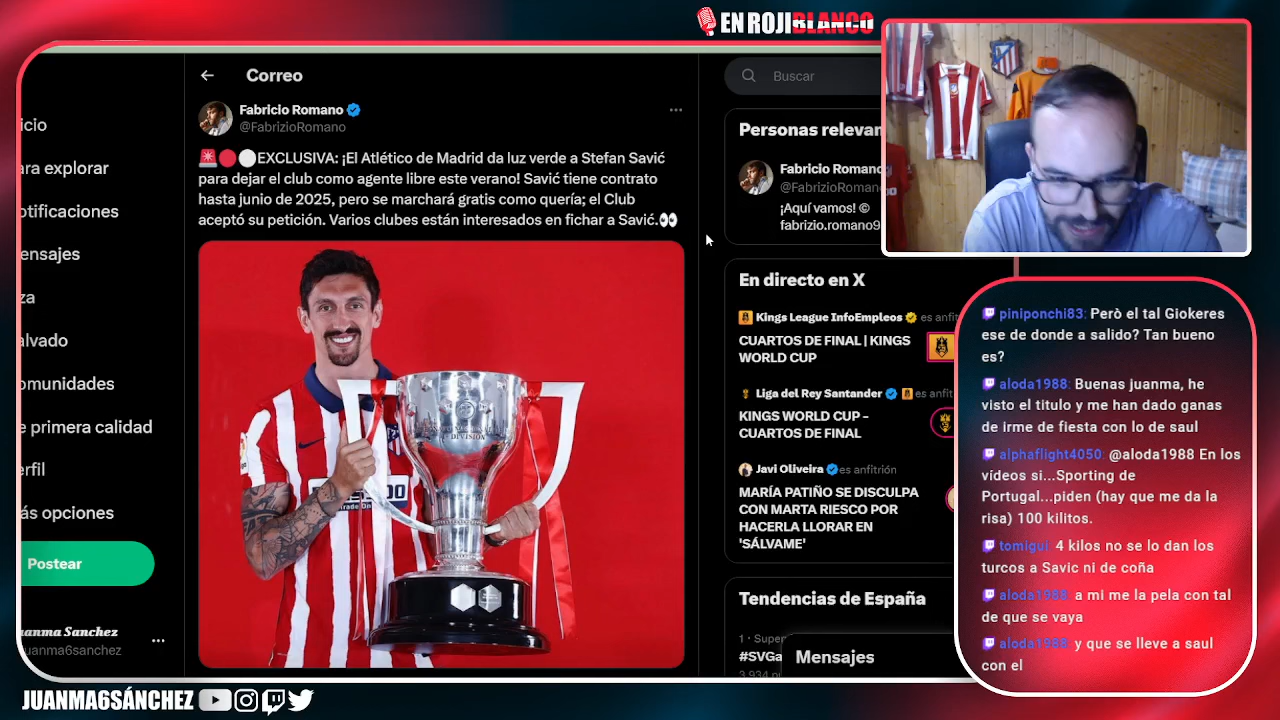 EN ROJIBLANCO
Correo
Buscar
icio
ara explorar
otificaciones
ensajes
za
alvado
omunidades
e primera calidad
erfil
ás opciones
Postear
uanma Sanchez
uanma6sanchez
Fabricio Romano
@FabrizioRomano
🚨🔴⚪EXCLUSIVA: ¡El Atlético de Madrid da luz verde a Stefan Savić
para dejar el club como agente libre este verano! Savić tiene contrato
hasta junio de 2025, pero se marchará gratis como quería; el Club
aceptó su petición. Varios clubes están interesados en fichar a Savić.👀
DIVISIÓN
Personas relevan
Fabricio Romano
@FabrizioRoman
¡Aquí vamos! ©
fabrizio.romano9
En directo en X
Kings League InfoEmpleos es anfitri
CUARTOS DE FINAL | KINGS
WORLD CUP
Liga del Rey Santander es anfit
KINGS WORLD CUP -
CUARTOS DE FINAL
Javi Oliveira es anfitrión
MARÍA PATIÑO SE DISCULPA
CON MARTA RIESCO POR
HACERLA LLORAR EN
'SÁLVAME'
Tendencias de España
1 · Super
#SVGa
3.934 p
Mensajes
piniponchi83: Però el tal Giokeres
ese de donde a salido? Tan bueno
es?
aloda1988: Buenas juanma, he
visto el titulo y me han dado ganas
de irme de fiesta con lo de saul
alphaflight4050: @aloda1988 En los
vídeos si...Sporting de
Portugal...piden (hay que me da la
risa) 100 kilitos.
tomigui: 4 kilos no se lo dan los
turcos a Savic ni de coña
aloda1988: a mi me la pela con tal
de que se vaya
aloda1988: y que se lleve a saul
con el
JUANMA6SÁNCHEZ